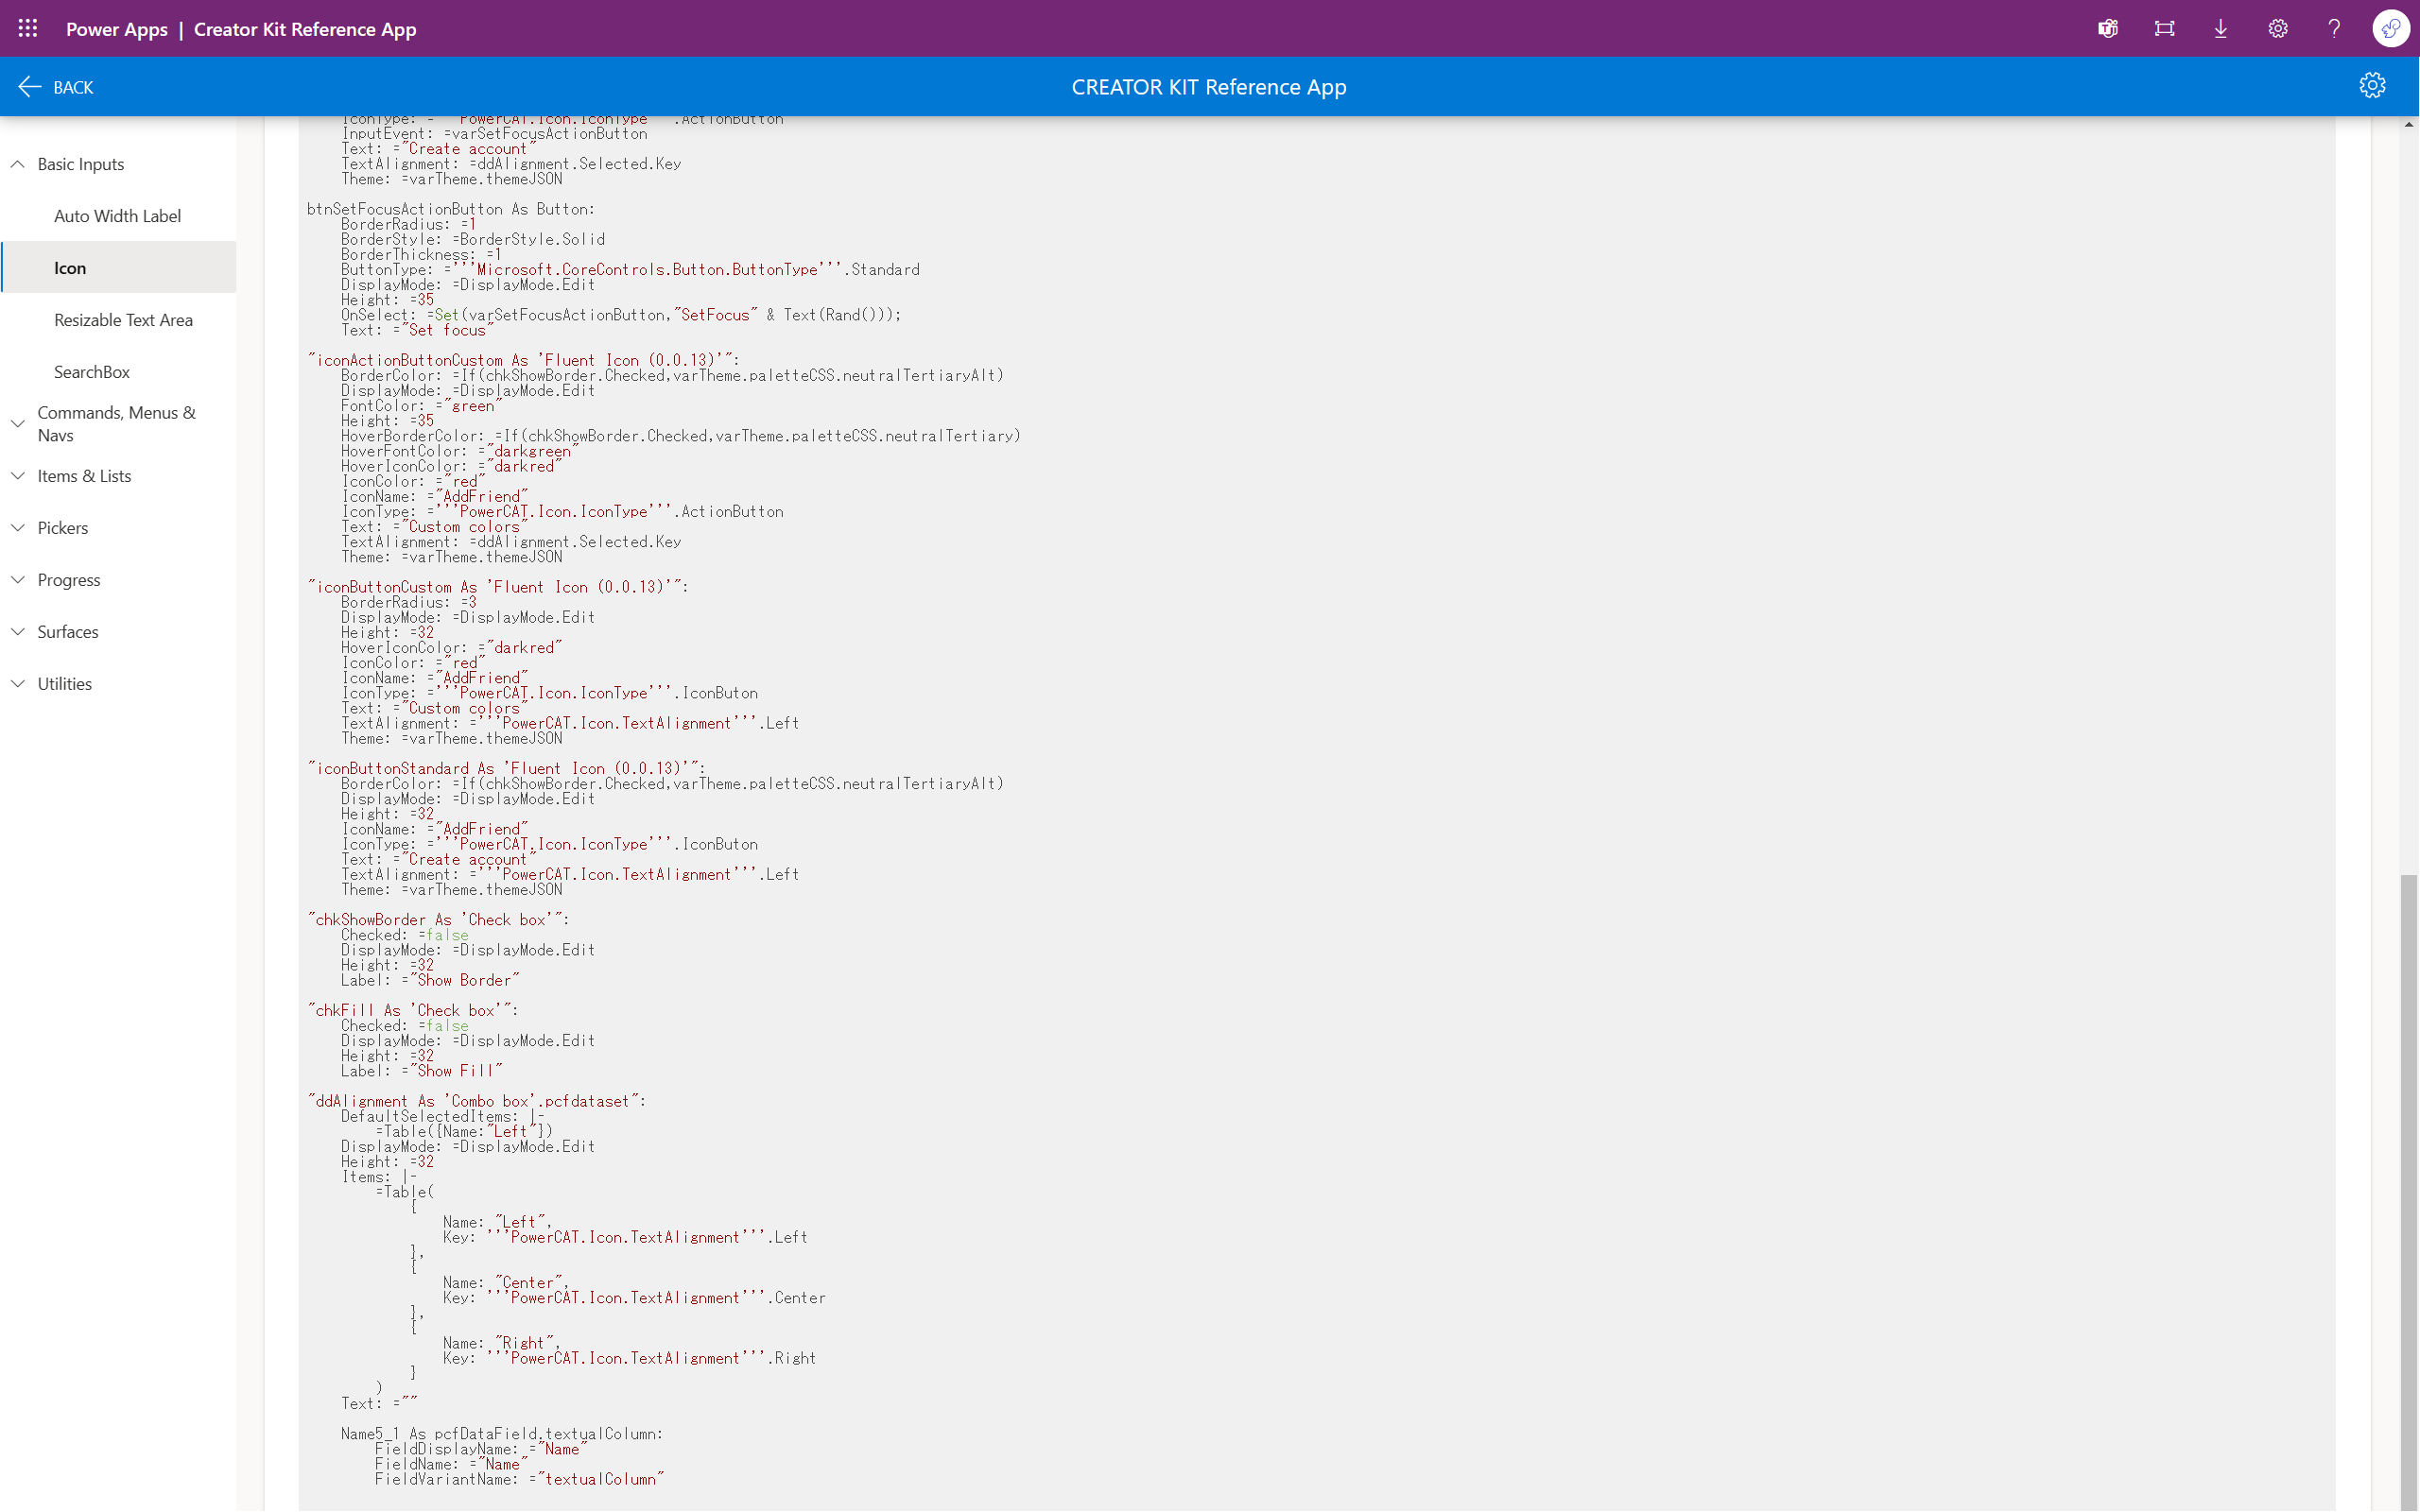 Power Apps | Creator Kit Reference App
BACK
CREATOR KIT Reference App
Basic Inputs
Auto Width Label
Icon
Resizable Text Area
SearchBox
Commands, Menus & Navs
Items & Lists
Pickers
Progress
Surfaces
Utilities
IconType: ='''PowerCAT.Icon.IconType'''.ActionButton
InputEvent: =varSetFocusActionButton
Text: ="Create account"
TextAlignment: =ddAlignment.Selected.Key
Theme: =varTheme.themeJSON
btnSetFocusActionButton As Button:
BorderRadius: =1
BorderStyle: =BorderStyle.Solid
BorderThickness: =1
ButtonType: ='''Microsoft.CoreControls.Button.ButtonType'''.Standard
DisplayMode: =DisplayMode.Edit
Height: =35
OnSelect: =Set(varSetFocusActionButton,"SetFocus" & Text(Rand()));
Text: ="Set focus"
"iconActionButtonCustom As 'Fluent Icon (0.0.13)'":
BorderColor: =If(chkShowBorder.Checked,varTheme.paletteCSS.neutralTertiaryAlt)
DisplayMode: =DisplayMode.Edit
FontColor: ="green"
Height: =35
HoverBorderColor: =If(chkShowBorder.Checked,varTheme.paletteCSS.neutralTertiary)
HoverFontColor: ="darkgreen"
HoverIconColor: ="darkred"
IconColor: ="red"
IconName: ="AddFriend"
IconType: ='''PowerCAT.Icon.IconType'''.ActionButton
Text: ="Custom colors"
TextAlignment: =ddAlignment.Selected.Key
Theme: =varTheme.themeJSON
"iconButtonCustom As 'Fluent Icon (0.0.13)'":
BorderRadius: =3
DisplayMode: =DisplayMode.Edit
Height: =32
HoverIconColor: ="darkred"
IconColor: ="red"
IconName: ="AddFriend"
IconType: ='''PowerCAT.Icon.IconType'''.IconButon
Text: ="Custom colors"
TextAlignment: ='''PowerCAT.Icon.TextAlignment'''.Left
Theme: =varTheme.themeJSON
"iconButtonStandard As 'Fluent Icon (0.0.13)'":
BorderColor: =If(chkShowBorder.Checked,varTheme.paletteCSS.neutralTertiaryAlt)
DisplayMode: =DisplayMode.Edit
Height: =32
IconName: ="AddFriend"
IconType: ='''PowerCAT.Icon.IconType'''.IconButon
Text: ="Create account"
TextAlignment: ='''PowerCAT.Icon.TextAlignment'''.Left
Theme: =varTheme.themeJSON
"chkShowBorder As 'Check box'":
Checked: =false
DisplayMode: =DisplayMode.Edit
Height: =32
Label: ="Show Border"
"chkFill As 'Check box'":
Checked: =false
DisplayMode: =DisplayMode.Edit
Height: =32
Label: ="Show Fill"
"ddAlignment As 'Combo box'.pcfdataset":
DefaultSelectedItems: |-
=Table({Name:"Left"})
DisplayMode: =DisplayMode.Edit
Height: =32
Items: |-
=Table(
{
Name: "Left",
Key: '''PowerCAT.Icon.TextAlignment'''.Left
},
{
Name: "Center",
Key: '''PowerCAT.Icon.TextAlignment'''.Center
},
{
Name: "Right",
Key: '''PowerCAT.Icon.TextAlignment'''.Right
}
)
Text: =""
Name5_1 As pcfDataField.textualColumn:
FieldDisplayName: ="Name"
FieldName: ="Name"
FieldVariantName: ="textualColumn"